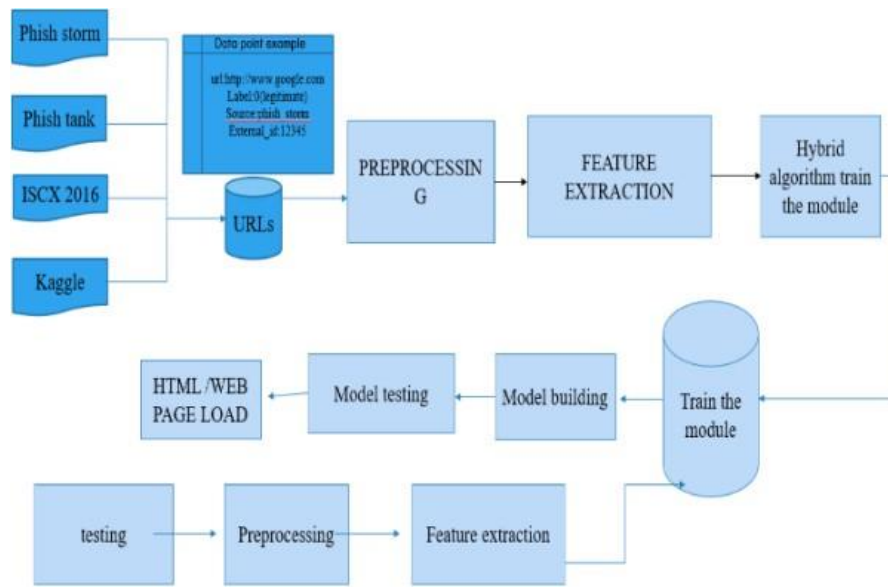 Phish storm
Phish tank
ISCX 2016
Kaggle
Data point example
url:http://www.google.com
Label:0(legitimate)
Source:phish storm
External_id:12345
URLs
PREPROCESSIN
G
FEATURE
EXTRACTION
Hybrid
algorithm train
the module
HTML /WEB
PAGE LOAD
Model testing
Model building
Train the
module
testing
Preprocessing
Feature extraction